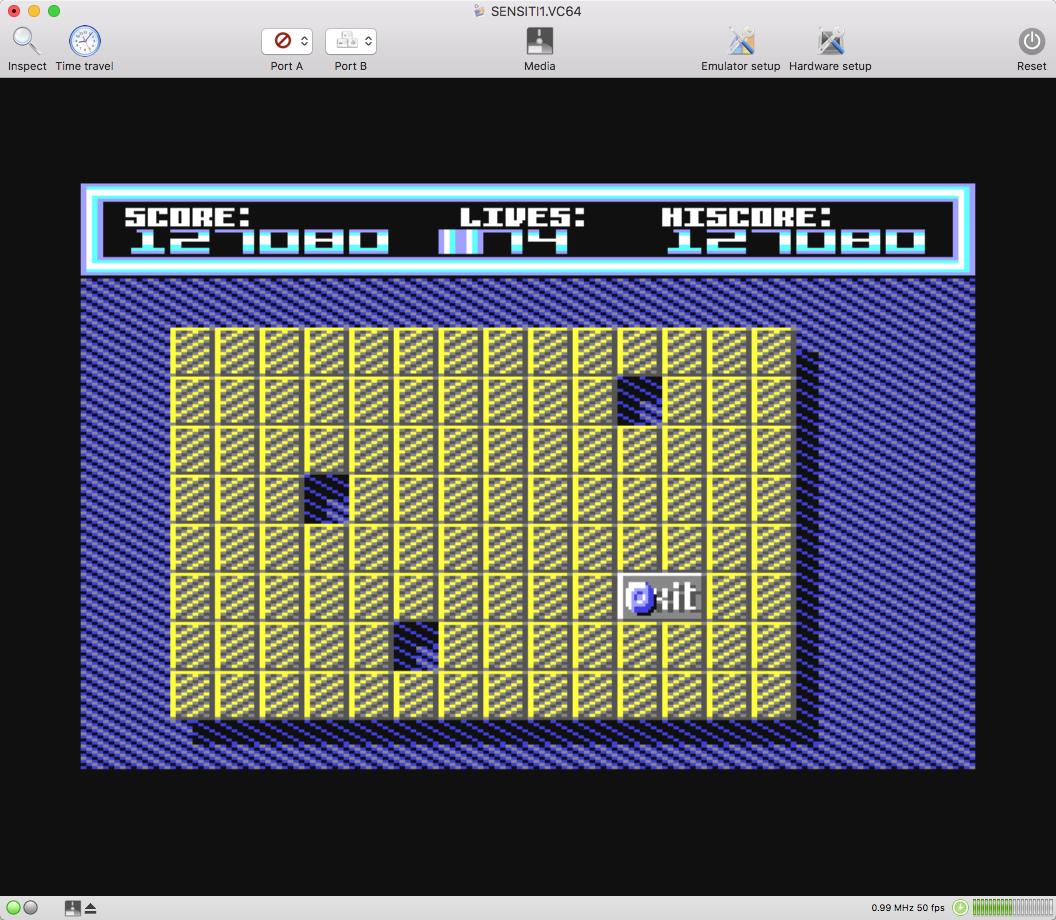 SENSITI1.VC64
Inspect Time travel Port A Port B Media Emulator setup Hardware setup Reset
SCORE: LIVES: HISCORE:
127080 74 127080
exit
0.99 MHz 50 fps